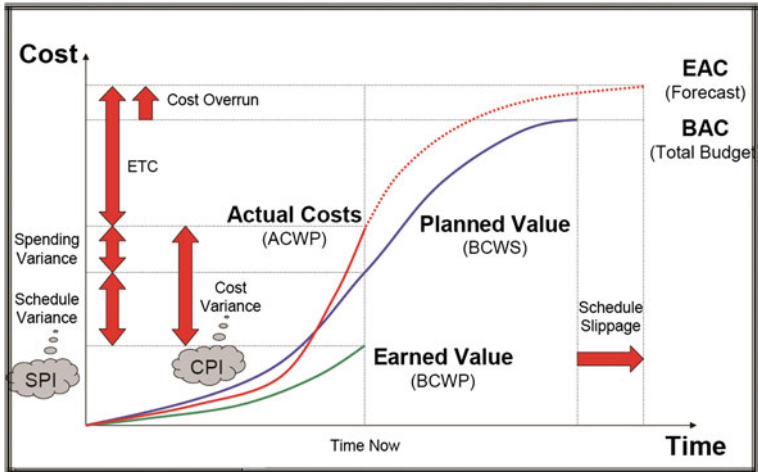 Cost
EAC
(Forecast)
Cost Overrun
BAC
(Total Budget)
ETC
Actual Costs
(ACWP)
Planned Value
(BCWS)
Spending
Variance
Schedule
Variance
Cost
Variance
Schedule
Slippage
Earned Value
(BCWP)
SPI
CPI
Time Now
Time